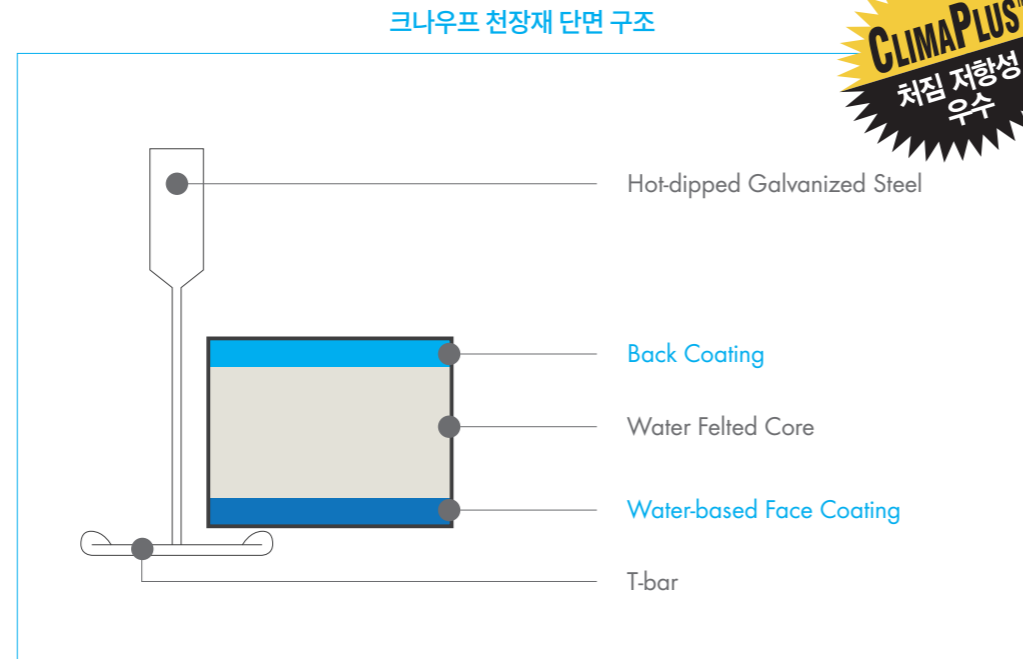 크나우프 천장재 단면 구조
CLIMAPLUS™
처짐 저항성
우수
Hot-dipped Galvanized Steel
Back Coating
Water Felted Core
Water-based Face Coating
T-bar